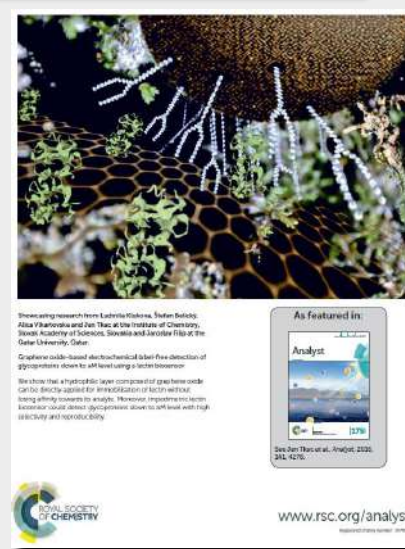 Showcasing research from Ludmila Klukova, Štefan Belický,
Alica Vikartovska and Jan Tkac at the Institute of Chemistry,
Slovak Academy of Sciences, Slovakia and Jaroslav Filip at the
Qatar University, Qatar.
Graphene oxide-based electrochemical label-free detection of
glycoproteins down to aM level using a lectin biosensor
We show that a hydrophilic layer composed of graphene oxide
can be directly applied for immobilisation of lectin without
losing affinity towards its analyte. Moreover, impedimetric lectin
biosensor could detect glycoproteins down to aM level with high
selectivity and reproducibility.
As featured in:
Analyst
175
See Jan Tkac et al., Analyst, 2016,
141, 4278.
ROYAL SOCIETY
OF CHEMISTRY
www.rsc.org/analys